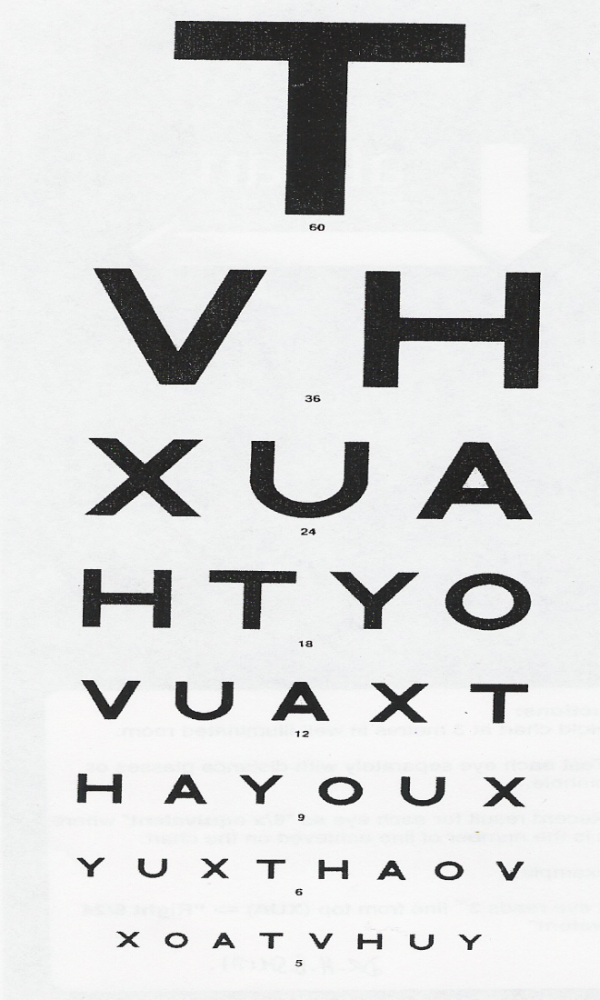 T
60
V H
36
X U A
24
H T Y O
18
V U A X T
12
H A Y O U X
9
Y U X T H A O V
6
X O A T V H U Y
5